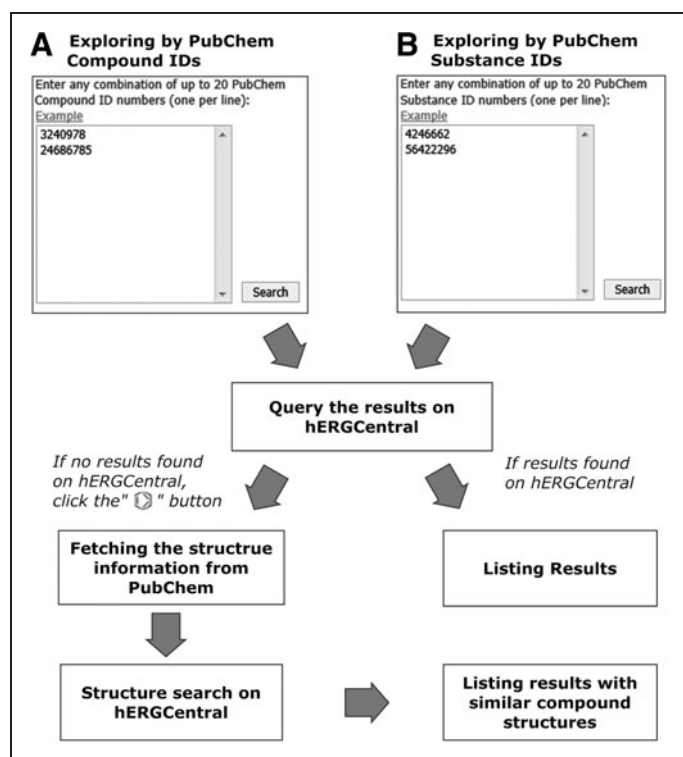 A Exploring by PubChem
Compound IDs
Enter any combination of up to 20 PubChem
Compound ID numbers (one per line):
Example
3240978
24686785
Search
B Exploring by PubChem
Substance IDs
Enter any combination of up to 20 PubChem
Substance ID numbers (one per line):
Example
4246662
56422296
Search
Query the results on
hERGCentral
If no results found
on hERGCentral,
click the" " button
If results found
on hERGCentral
Fetching the structrue
information from
PubChem
Listing Results
Structure search on
hERGCentral
Listing results with
similar compound
structures